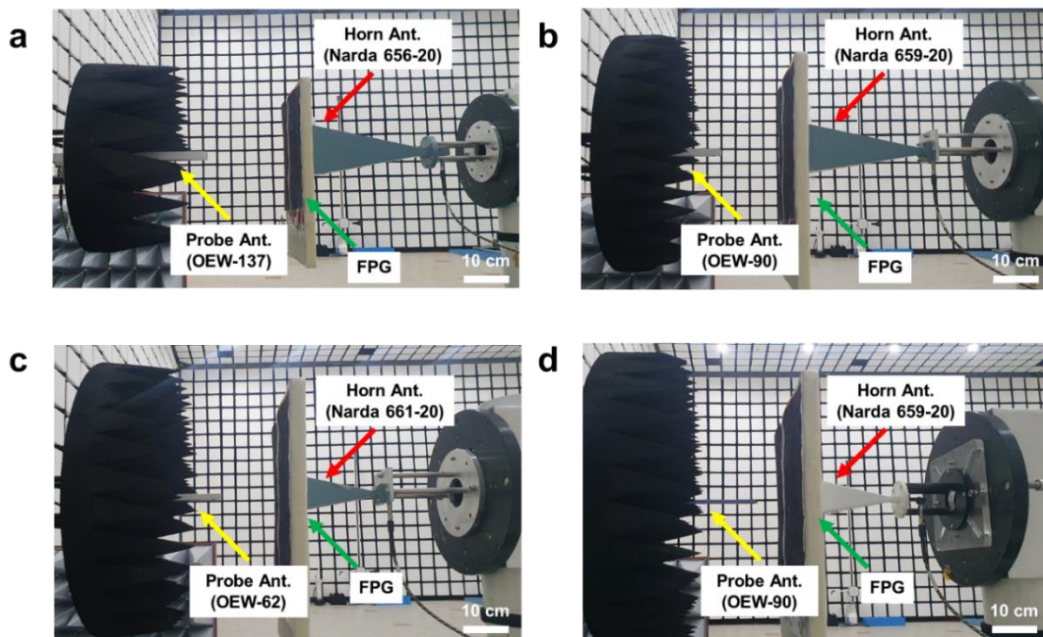 a
Horn Ant.
(Narda 656-20)
Probe Ant.
(OEW-137)
FPG
10 cm
b
Horn Ant.
(Narda 659-20)
Probe Ant.
(OEW-90)
FPG
10 cm
c
Horn Ant.
(Narda 661-20)
Probe Ant.
(OEW-62)
FPG
10 cm
d
Horn Ant.
(Narda 659-20)
Probe Ant.
(OEW-90)
FPG
10 cm